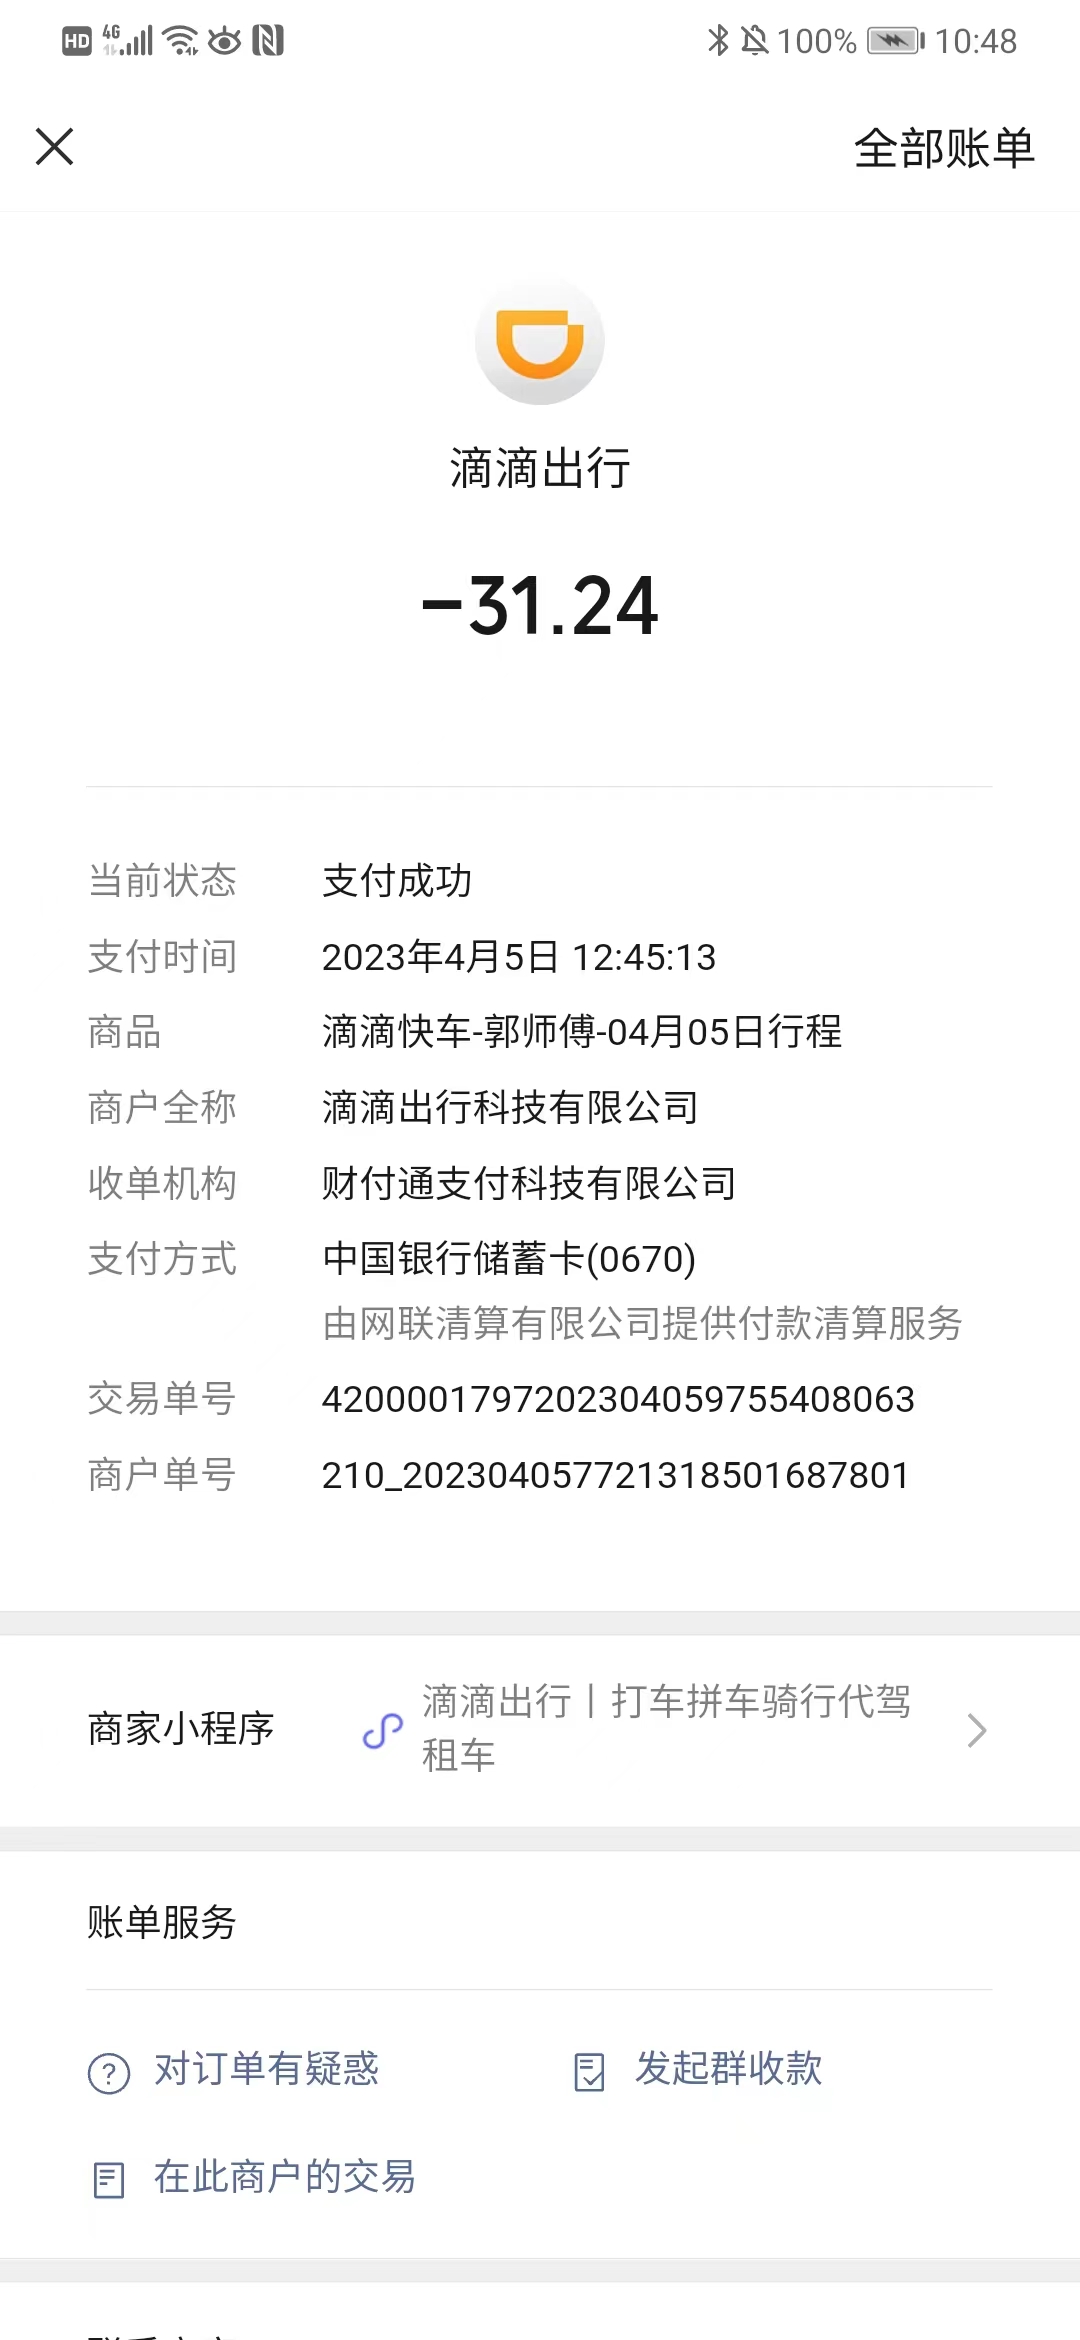 HD 4G 100% 10:48
全部账单
滴滴出行
-31.24
当前状态 支付成功
支付时间 2023年4月5日 12:45:13
商品 滴滴快车-郭师傅-04月05日行程
商户全称 滴滴出行科技有限公司
收单机构 财付通支付科技有限公司
支付方式 中国银行储蓄卡(0670)
由网联清算有限公司提供付款清算服务
交易单号 4200001797202304059755408063
商户单号 210_202304057721318501687801
商家小程序 滴滴出行丨打车拼车骑行代驾
租车
账单服务
对订单有疑惑 发起群收款
在此商户的交易